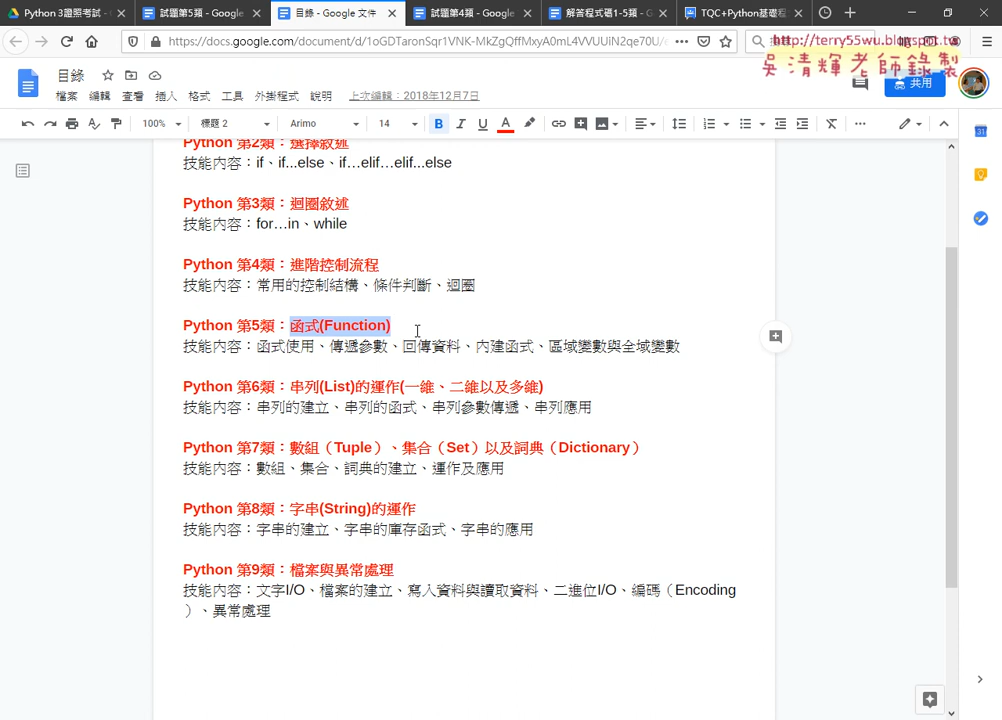 Python 3證照考試 - G
試題第5類 - Google
目錄 - Google 文件
試題第4類 - Google
解答程式碼1-5類 - G
TQC+Python基礎程
https://docs.google.com/document/d/1oGDTaronSqr1VNK-MkZgQffMxyA0mL4VVUUiN2qe70U/
http://terry55wu.blogspot.tw
吳清輝老師錄製
目錄
檔案 編輯 查看 插入 格式 工具 外掛程式 說明 上次編輯：2018年12月7日
共用
100% 標題 2 Arimo 14 B I U A
Python 第2類：選擇敘述
技能內容：if、if...else、if…elif…elif...else
Python 第3類：迴圈敘述
技能內容：for…in、while
Python 第4類：進階控制流程
技能內容：常用的控制結構、條件判斷、迴圈
Python 第5類：函式(Function)
技能內容：函式使用、傳遞參數、回傳資料、內建函式、區域變數與全域變數
Python 第6類：串列(List)的運作(一維、二維以及多維)
技能內容：串列的建立、串列的函式、串列參數傳遞、串列應用
Python 第7類：數組（Tuple）、集合（Set）以及詞典（Dictionary）
技能內容：數組、集合、詞典的建立、運作及應用
Python 第8類：字串(String)的運作
技能內容：字串的建立、字串的庫存函式、字串的應用
Python 第9類：檔案與異常處理
技能內容：文字I/O、檔案的建立、寫入資料與讀取資料、二進位I/O、編碼（Encoding
）、異常處理